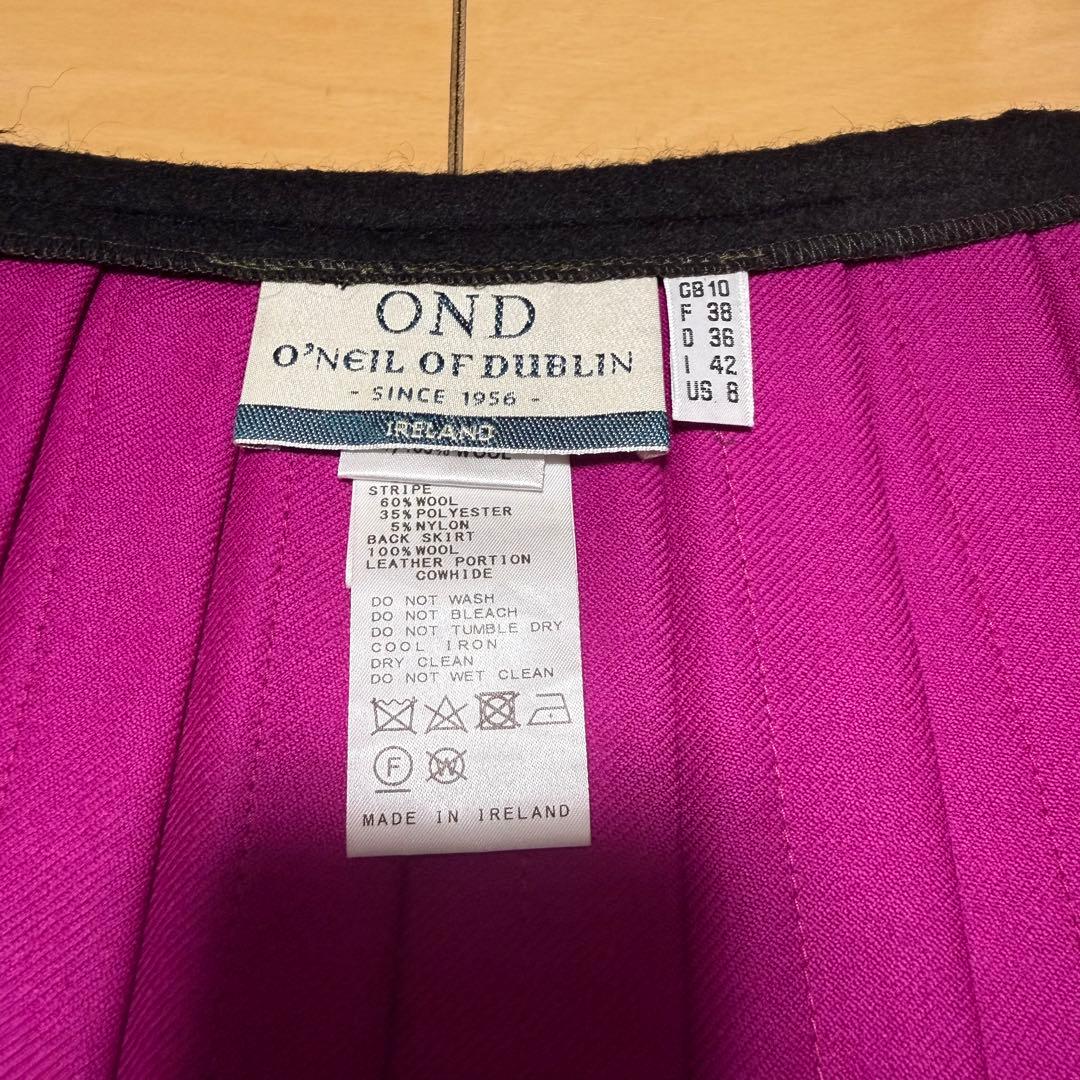 OND
O'NEIL OF DUBLIN
- SINCE 1956 -
IRELAND
GB 10
F 38
D 36
I 42
US 8
WOOL
STRIPE
60% WOOL
35% POLYESTER
5% NYLON
BACK SKIRT
100% WOOL
LEATHER PORTION
COWHIDE
DO NOT WASH
DO NOT BLEACH
DO NOT TUMBLE DRY
COOL IRON
DRY CLEAN
DO NOT WET CLEAN
F W
MADE IN IRELAND